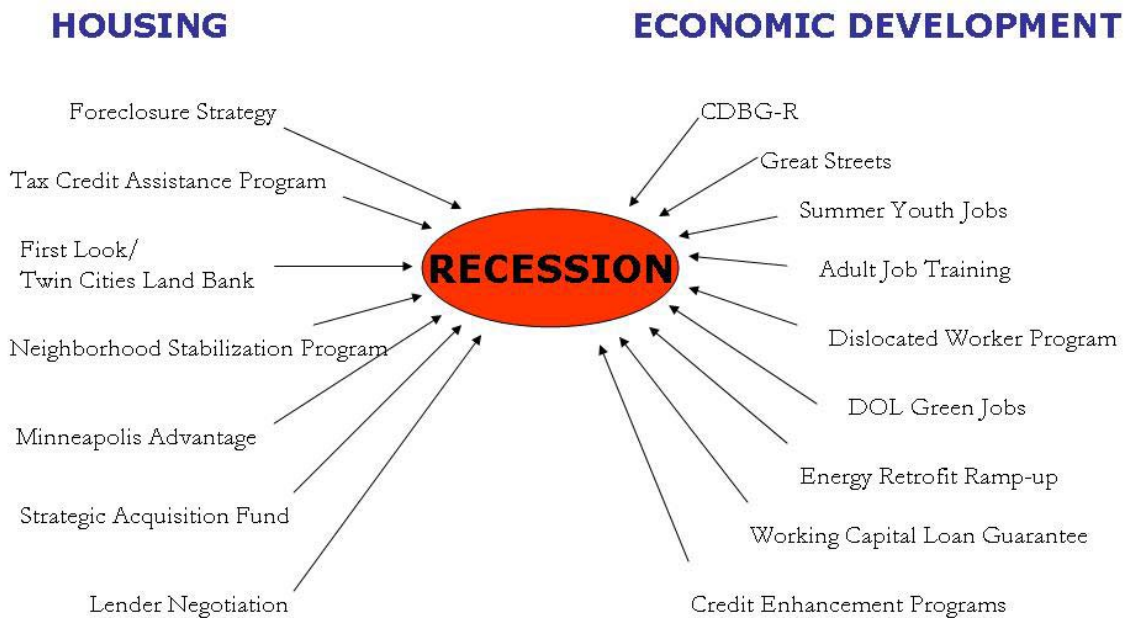 HOUSING
ECONOMIC DEVELOPMENT
Foreclosure Strategy
Tax Credit Assistance Program
First Look/
Twin Cities Land Bank
Neighborhood Stabilization Program
Minneapolis Advantage
Strategic Acquisition Fund
Lender Negotiation
RECESSION
CDBG-R
Great Streets
Summer Youth Jobs
Adult Job Training
Dislocated Worker Program
DOL Green Jobs
Energy Retrofit Ramp-up
Working Capital Loan Guarantee
Credit Enhancement Programs